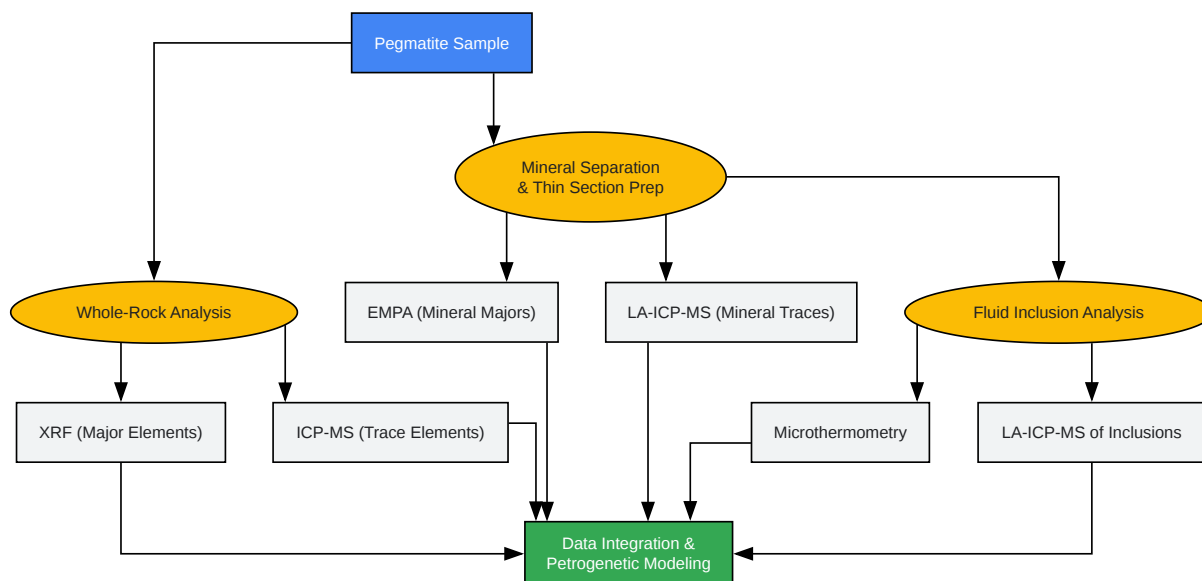 Pegmatite Sample
Mineral Separation
& Thin Section Prep
Whole-Rock Analysis
EMPA (Mineral Majors)
LA-ICP-MS (Mineral Traces)
Fluid Inclusion Analysis
XRF (Major Elements)
ICP-MS (Trace Elements)
Microthermometry
LA-ICP-MS of Inclusions
Data Integration &
Petrogenetic Modeling